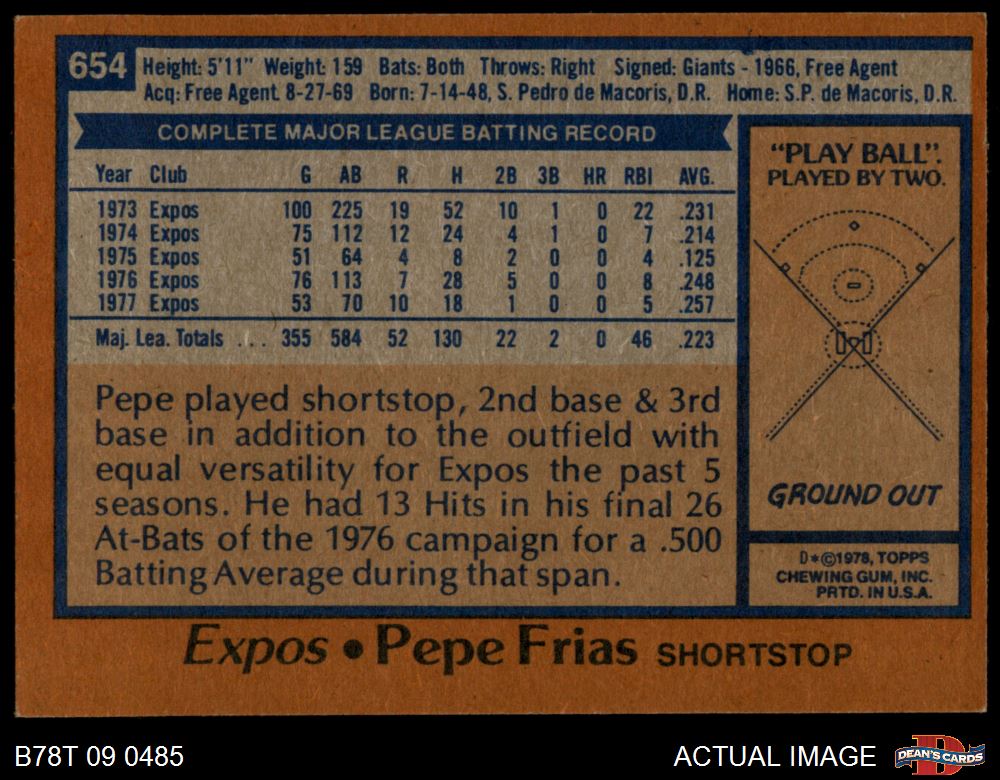 654
Height: 5'11" Weight: 159 Bats: Both Throws: Right Signed: Giants - 1966, Free Agent
Acq: Free Agent 8-27-69 Born: 7-14-48, S. Pedro de Macoris, D.R. Home: S.P. de Macoris, D.R.
COMPLETE MAJOR LEAGUE BATTING RECORD
Year Club G AB R H 2B 3B HR RBI AVG.
1973 Expos 100 225 19 52 10 1 0 22 .231
1974 Expos 75 112 12 24 4 1 0 7 .214
1975 Expos 51 64 4 8 2 0 0 4 .125
1976 Expos 76 113 7 28 5 0 0 8 .248
1977 Expos 53 70 10 18 1 0 0 5 .257
Maj. Lea. Totals .... 355 584 52 130 22 2 0 46 .223
Pepe played shortstop, 2nd base & 3rd
base in addition to the outfield with
equal versatility for Expos the past 5
seasons. He had 13 Hits in his final 26
At-Bats of the 1976 campaign for a .500
Batting Average during that span.
"PLAY BALL".
PLAYED BY TWO.
GROUND OUT
D*©1978, TOPPS
CHEWING GUM, INC.
PRTD. IN U.S.A.
Expos • Pepe Frias SHORTSTOP
B78T 09 0485
ACTUAL IMAGE
D
DEAN'S CARDS